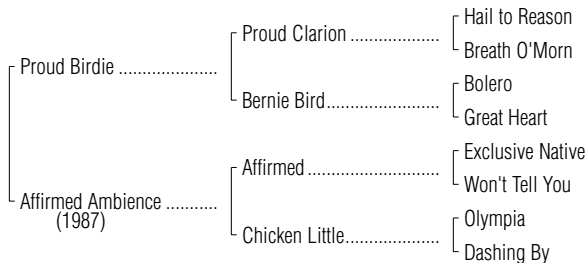 Hail to Reason
Proud Clarion ...................
Breath O'Morn
Proud Birdie .....................
Bolero
Bernie Bird........................
Great Heart
Exclusive Native
Affirmed ............................
Won't Tell You
Affirmed Ambience ...........
(1987)
Olympia
Chicken Little....................
Dashing By